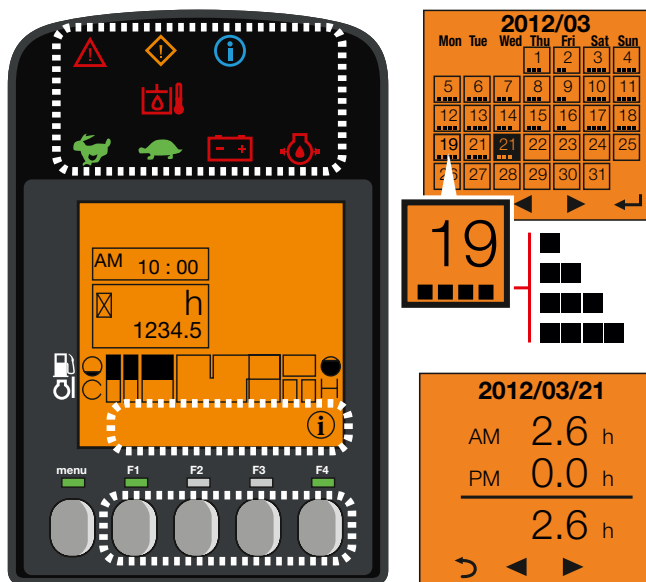 - +
AM 10 : 00
h
1234.5
C H
i
menu F1 F2 F3 F4
2012/03
Mon Tue Wed Thu Fri Sat Sun
1 2 3 4
5 6 7 8 9 10 11
12 13 14 15 16 17 18
19 21 21 22 23 24 25
26 27 28 29 30 31
19
2012/03/21
AM 2.6 h
PM 0.0 h
2.6 h